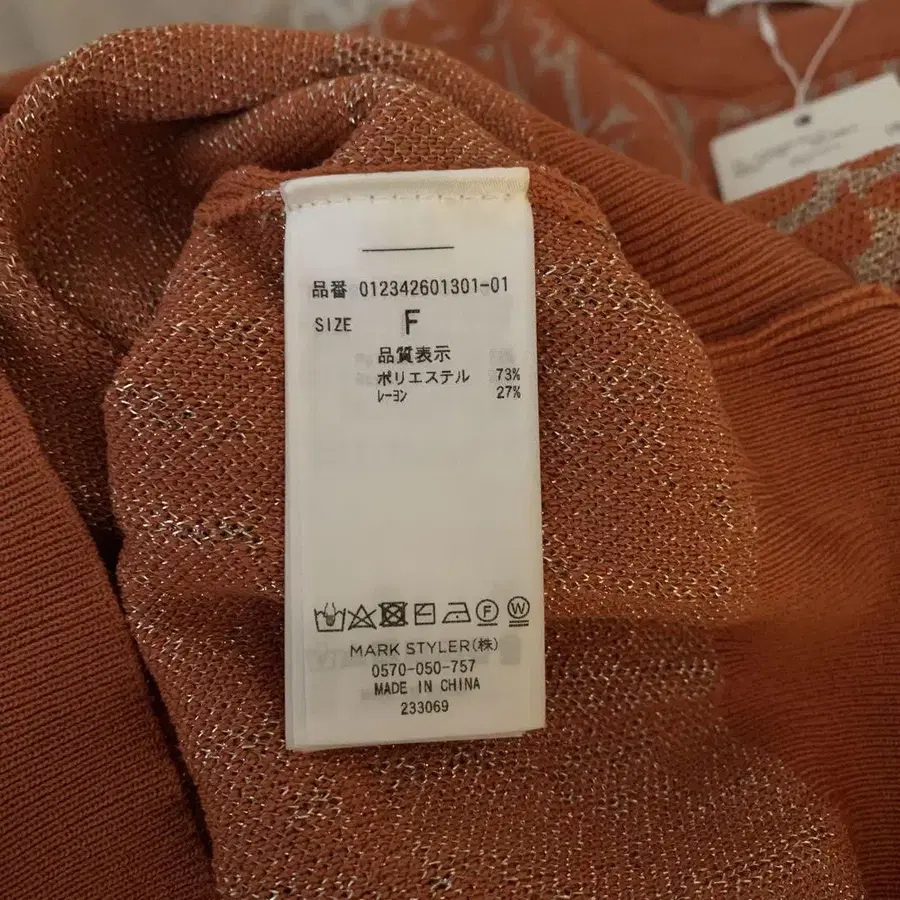 品番 012342601301-01
SIZE F
品質表示
ポリエステル 73%
レーヨン 27%
F W
MARK STYLER(株)
0570-050-757
MADE IN CHINA
233069